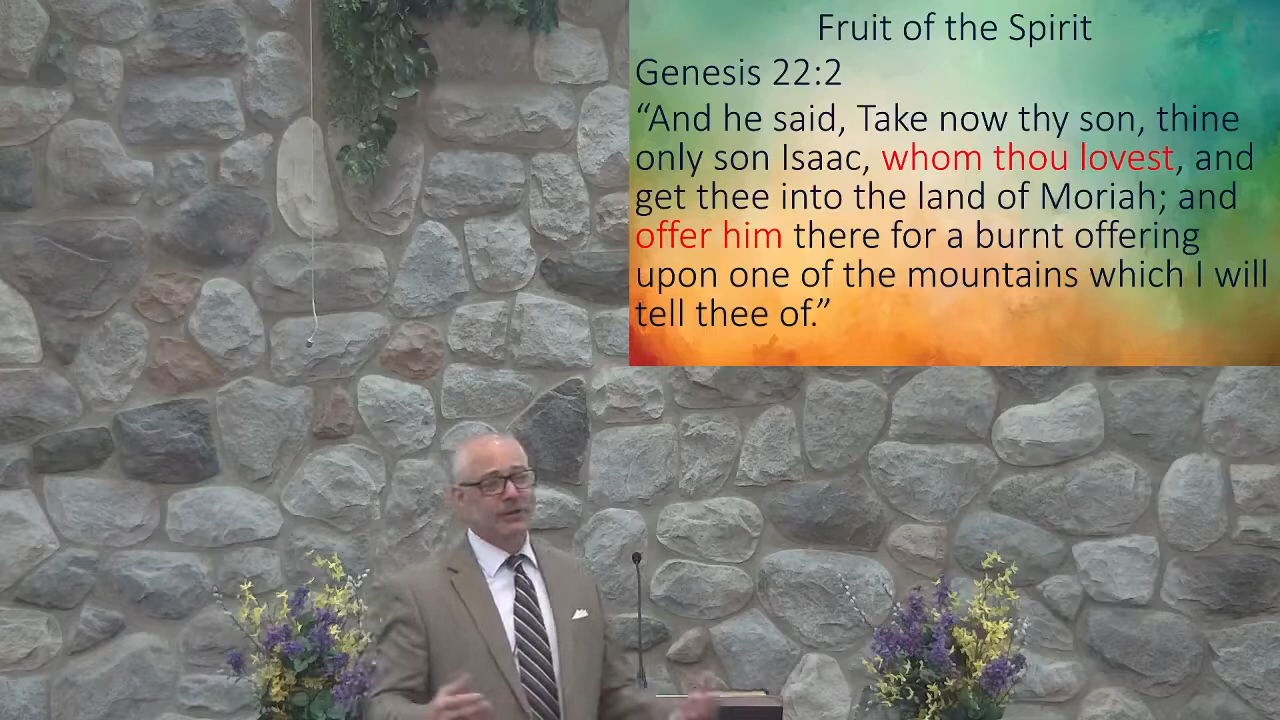 Fruit of the Spirit
Genesis 22:2
“And he said, Take now thy son, thine
only son Isaac, whom thou lovest, and
get thee into the land of Moriah; and
offer him there for a burnt offering
upon one of the mountains which I will
tell thee of.”